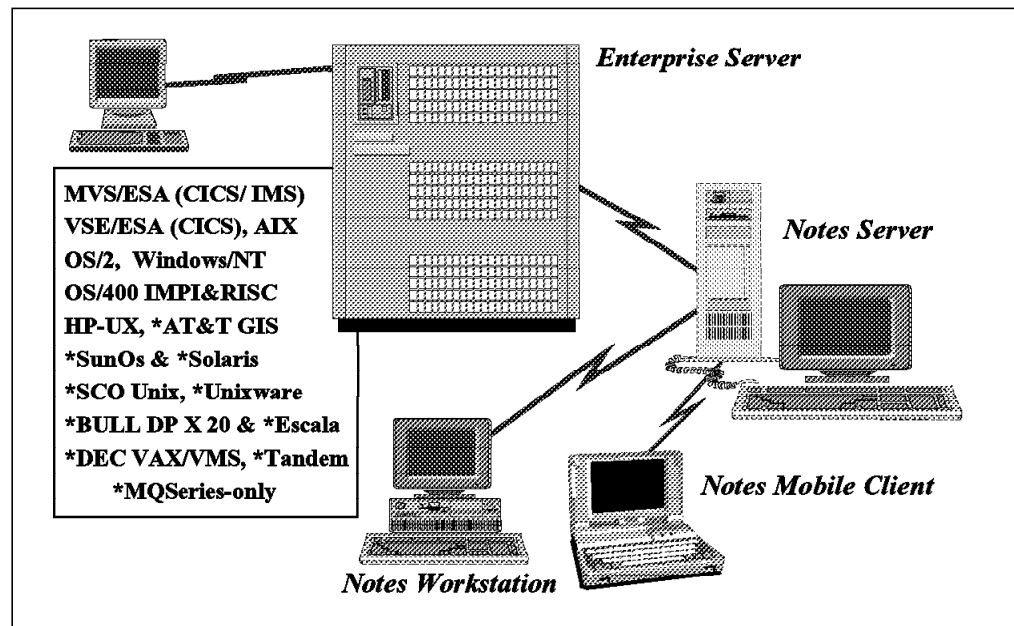 Enterprise Server
MVS/ESA (CICS/ IMS)
VSE/ESA (CICS), AIX
OS/2, Windows/NT
OS/400 IMPI&RISC
HP-UX, *AT&T GIS
*SunOs & *Solaris
*SCO Unix, *Unixware
*BULL DP X 20 & *Escala
*DEC VAX/VMS, *Tandem
*MQSeries-only
Notes Server
Notes Mobile Client
Notes Workstation